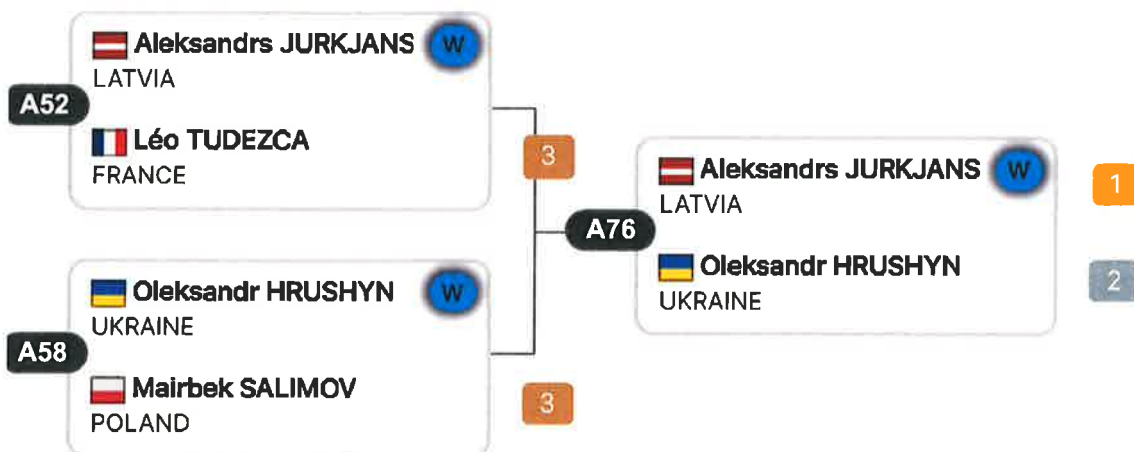 Aleksandrs JURKJANS W
LATVIA
A52
Léo TUDEZCA
FRANCE
3
Oleksandr HRUSHYN W
UKRAINE
A58
Mairbek SALIMOV
POLAND
3
Aleksandrs JURKJANS W
LATVIA
A76
Oleksandr HRUSHYN
UKRAINE
1
2